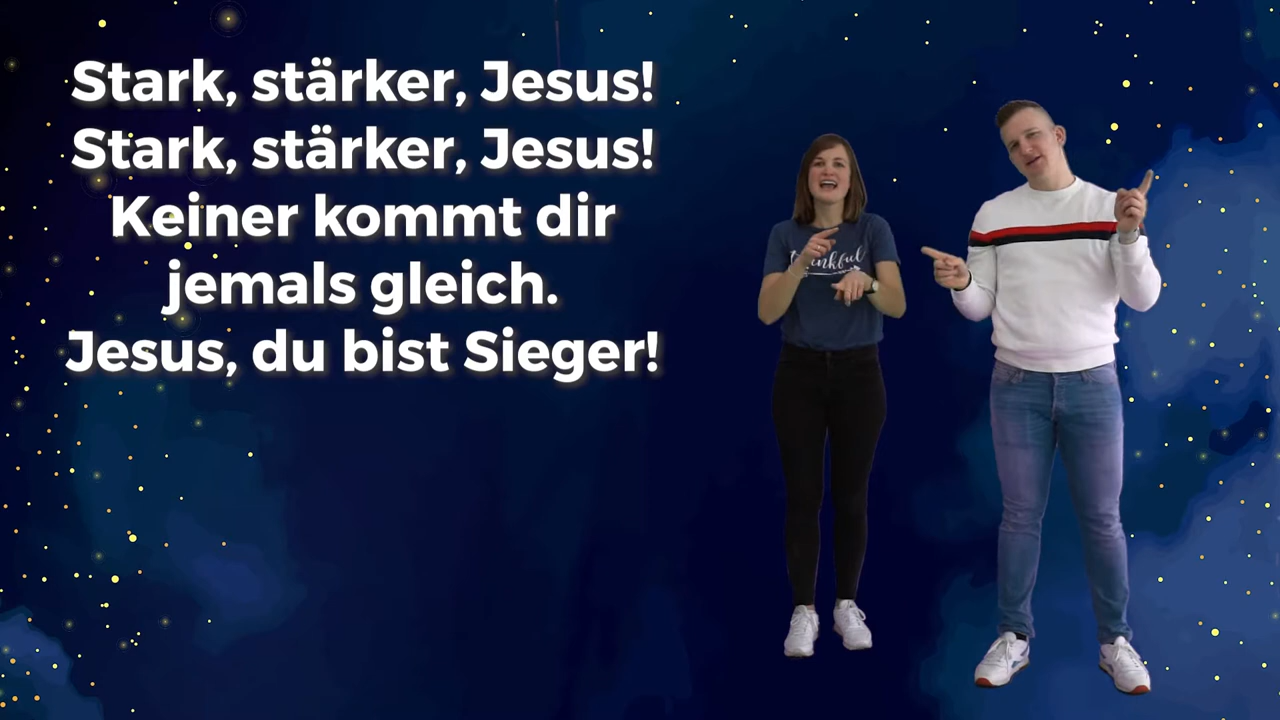 Stark, stärker, Jesus!
Stark, stärker, Jesus!
Keiner kommt dir
jemals gleich.
Jesus, du bist Sieger!